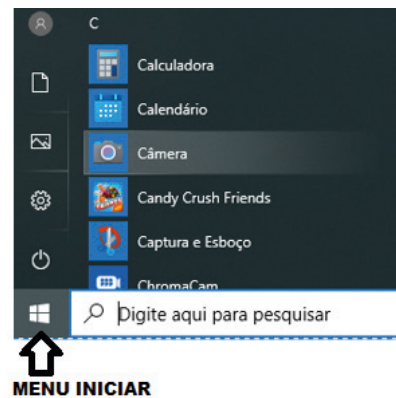 C
Calculadora
Calendário
Câmera
Candy Crush Friends
Captura e Esboço
ChromaCam
Digite aqui para pesquisar
MENU INICIAR